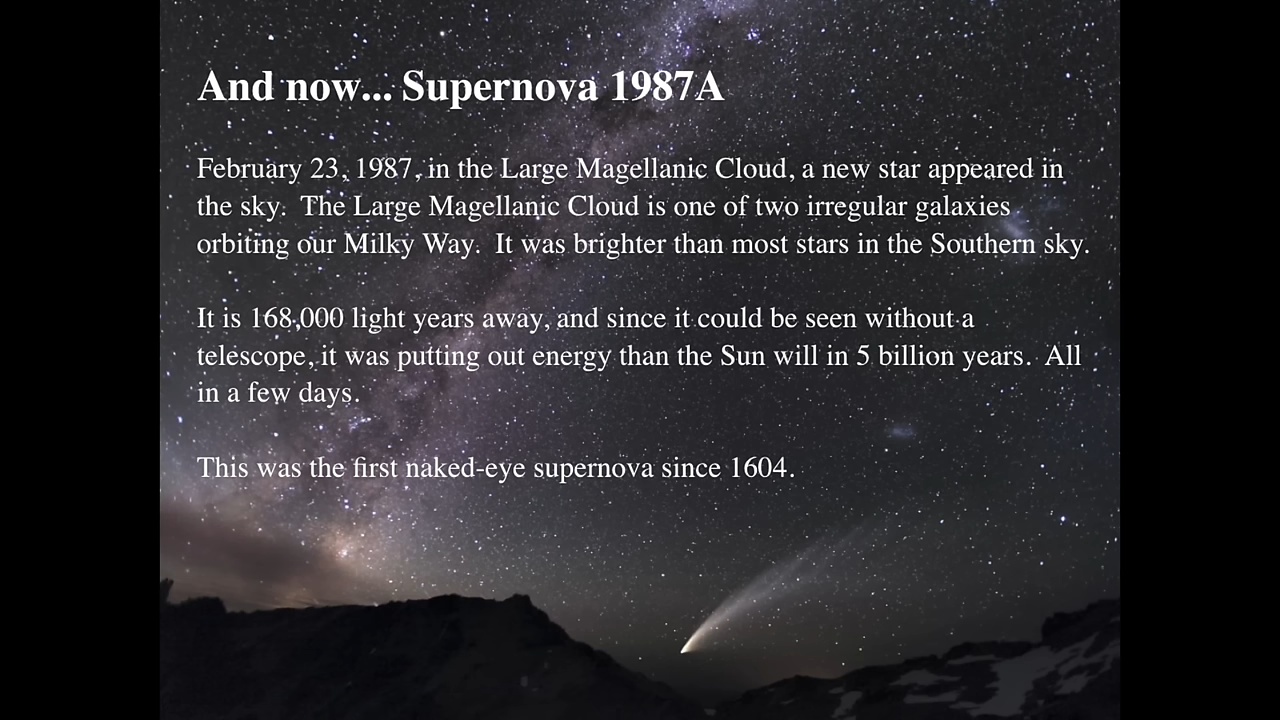 And now... Supernova 1987A
February 23, 1987, in the Large Magellanic Cloud, a new star appeared in
the sky.  The Large Magellanic Cloud is one of two irregular galaxies
orbiting our Milky Way.  It was brighter than most stars in the Southern sky.
It is 168,000 light years away, and since it could be seen without a
telescope, it was putting out energy than the Sun will in 5 billion years.  All
in a few days.
This was the first naked-eye supernova since 1604.